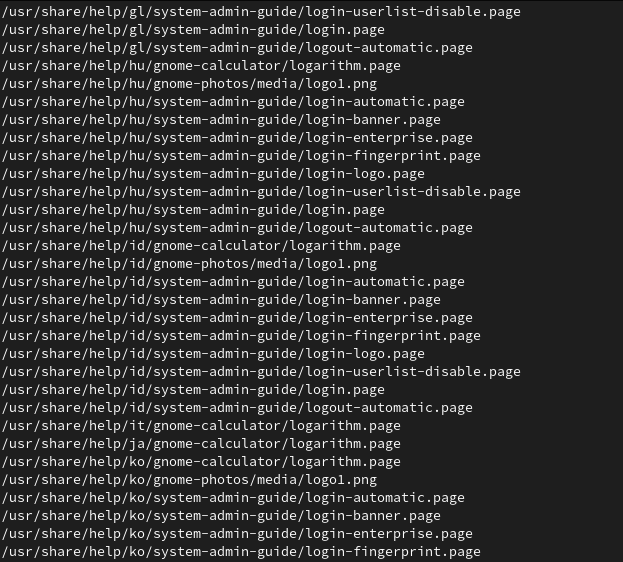 /usr/share/help/gl/system-admin-guide/login-userlist-disable.page
/usr/share/help/gl/system-admin-guide/login.page
/usr/share/help/gl/system-admin-guide/logout-automatic.page
/usr/share/help/hu/gnome-calculator/logarithm.page
/usr/share/help/hu/gnome-photos/media/logo1.png
/usr/share/help/hu/system-admin-guide/login-automatic.page
/usr/share/help/hu/system-admin-guide/login-banner.page
/usr/share/help/hu/system-admin-guide/login-enterprise.page
/usr/share/help/hu/system-admin-guide/login-fingerprint.page
/usr/share/help/hu/system-admin-guide/login-logo.page
/usr/share/help/hu/system-admin-guide/login-userlist-disable.page
/usr/share/help/hu/system-admin-guide/login.page
/usr/share/help/hu/system-admin-guide/logout-automatic.page
/usr/share/help/id/gnome-calculator/logarithm.page
/usr/share/help/id/gnome-photos/media/logo1.png
/usr/share/help/id/system-admin-guide/login-automatic.page
/usr/share/help/id/system-admin-guide/login-banner.page
/usr/share/help/id/system-admin-guide/login-enterprise.page
/usr/share/help/id/system-admin-guide/login-fingerprint.page
/usr/share/help/id/system-admin-guide/login-logo.page
/usr/share/help/id/system-admin-guide/login-userlist-disable.page
/usr/share/help/id/system-admin-guide/login.page
/usr/share/help/id/system-admin-guide/logout-automatic.page
/usr/share/help/it/gnome-calculator/logarithm.page
/usr/share/help/ja/gnome-calculator/logarithm.page
/usr/share/help/ko/gnome-calculator/logarithm.page
/usr/share/help/ko/gnome-photos/media/logo1.png
/usr/share/help/ko/system-admin-guide/login-automatic.page
/usr/share/help/ko/system-admin-guide/login-banner.page
/usr/share/help/ko/system-admin-guide/login-enterprise.page
/usr/share/help/ko/system-admin-guide/login-fingerprint.page